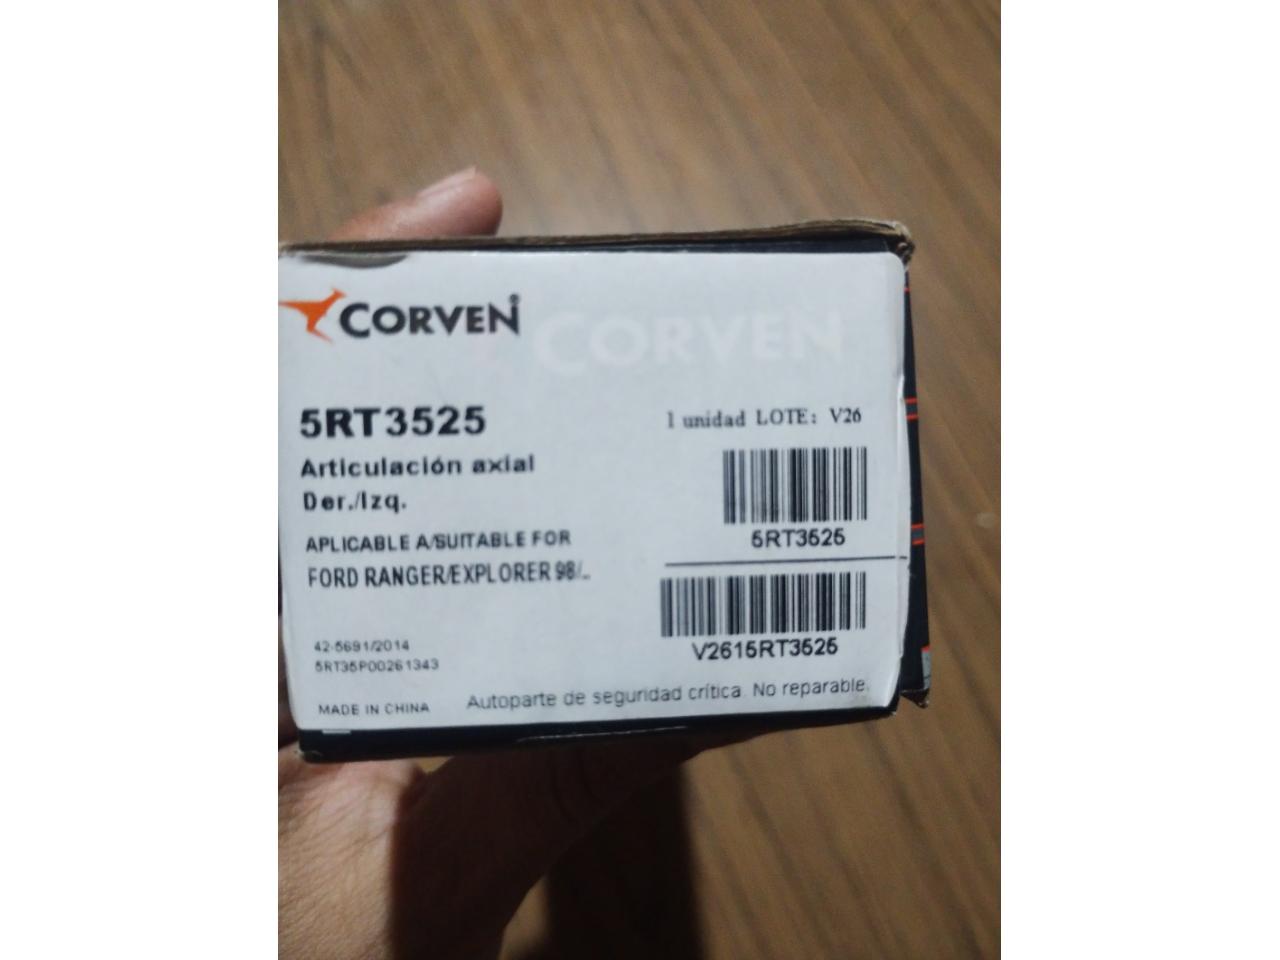 CORVEN®
CORVEN
5RT3525
1 unidad LOTE: V26
Articulación axial
Der./Izq.
5RT3525
APLICABLE A/SUITABLE FOR
FORD RANGER/EXPLORER 98/..
V2615RT3525
42-5691/2014
5RT35P00261343
MADE IN CHINA
Autoparte de seguridad crítica. No reparable.